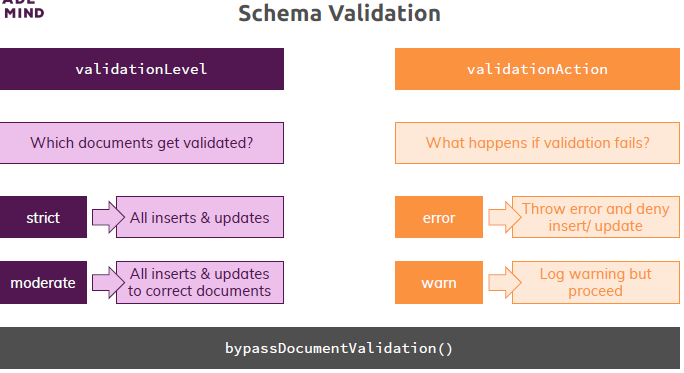 MIND
Schema Validation
validationLevel
validationAction
Which documents get validated?
What happens if validation fails?
strict
All inserts & updates
error
Throw error and deny
insert/ update
moderate
All inserts & updates
to correct documents
warn
Log warning but
proceed
bypassDocumentValidation()